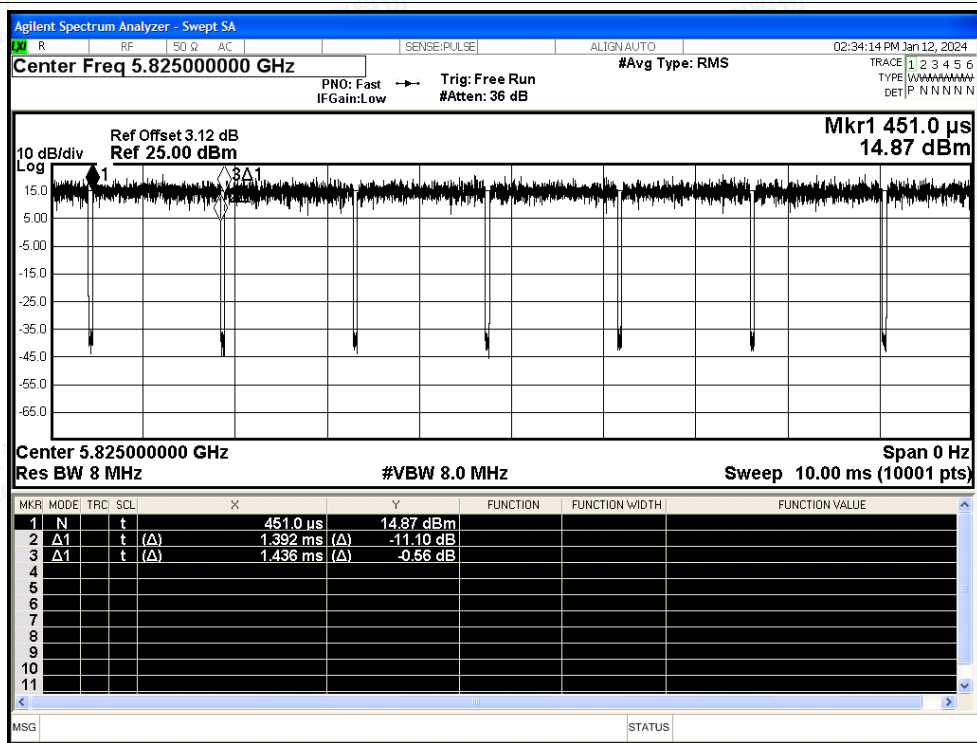 Agilent Spectrum Analyzer - Swept SA
LXI R RF 50 Ω AC SENSE:PULSE ALIGN AUTO 02:34:14 PM Jan 12, 2024
Center Freq 5.825000000 GHz #Avg Type: RMS TRACE 1 2 3 4 5 6
PNO: Fast Trig: Free Run TYPE
IFGain:Low #Atten: 36 dB DET P N N N N N
Mkr1 451.0 µs
14.87 dBm
Ref Offset 3.12 dB
10 dB/div Ref 25.00 dBm
Log
1 3Δ1
15.0
5.00
-5.00
-15.0
-25.0
-35.0
-45.0
-55.0
-65.0
Center 5.825000000 GHz Span 0 Hz
Res BW 8 MHz #VBW 8.0 MHz Sweep 10.00 ms (10001 pts)
MKR MODE TRC SCL X Y FUNCTION FUNCTION WIDTH FUNCTION VALUE
1 N t 451.0 µs 14.87 dBm
2 Δ1 t (Δ) 1.392 ms (Δ) -11.10 dB
3 Δ1 t (Δ) 1.436 ms (Δ) -0.56 dB
4
5
6
7
8
9
10
11
MSG STATUS